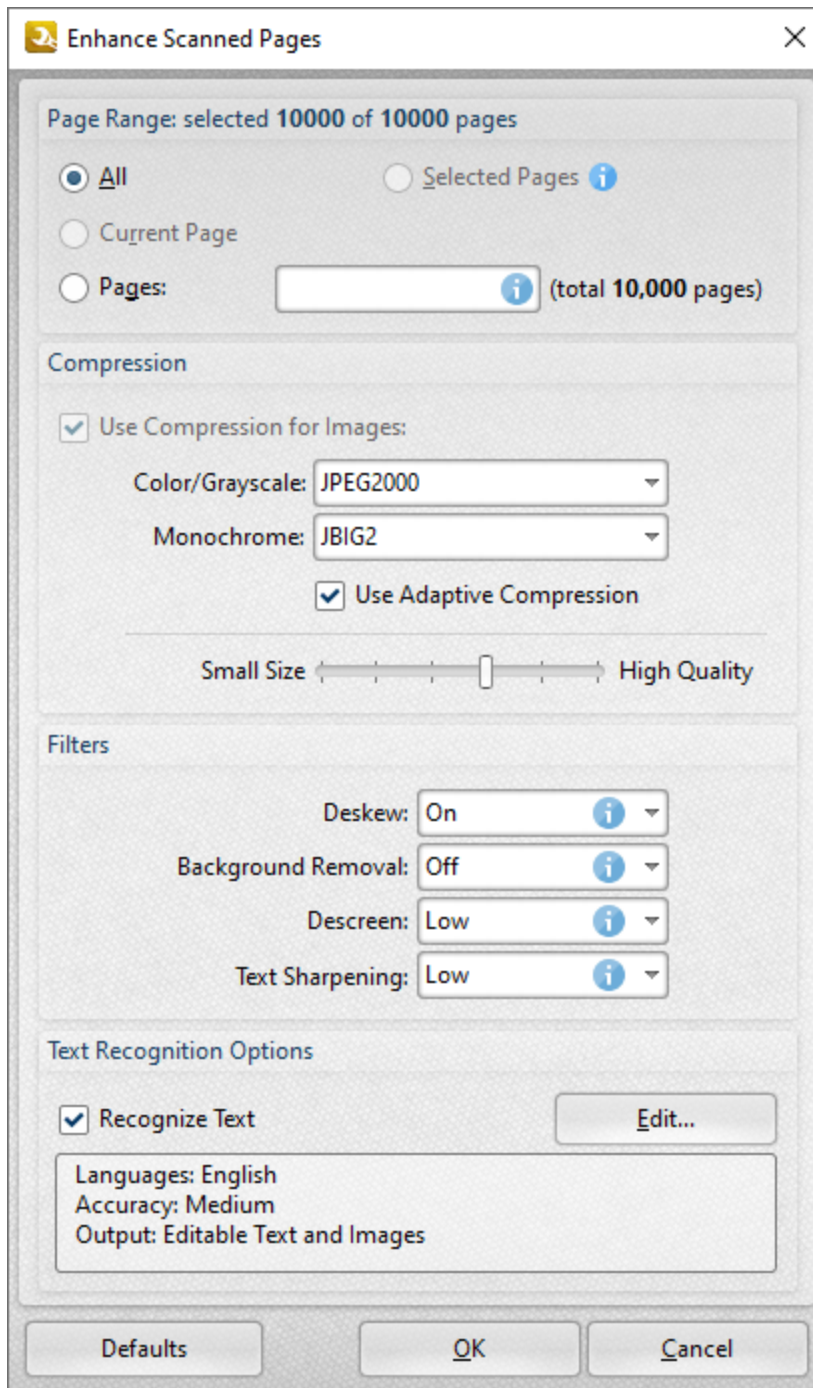 Enhance Scanned Pages
Page Range: selected 10000 of 10000 pages
All Selected Pages
Current Page
Pages: (total 10,000 pages)
Compression
Use Compression for Images:
Color/Grayscale: JPEG2000
Monochrome: JBIG2
Use Adaptive Compression
Small Size High Quality
Filters
Deskew: On
Background Removal: Off
Descreen: Low
Text Sharpening: Low
Text Recognition Options
Recognize Text Edit...
Languages: English
Accuracy: Medium
Output: Editable Text and Images
Defaults OK Cancel